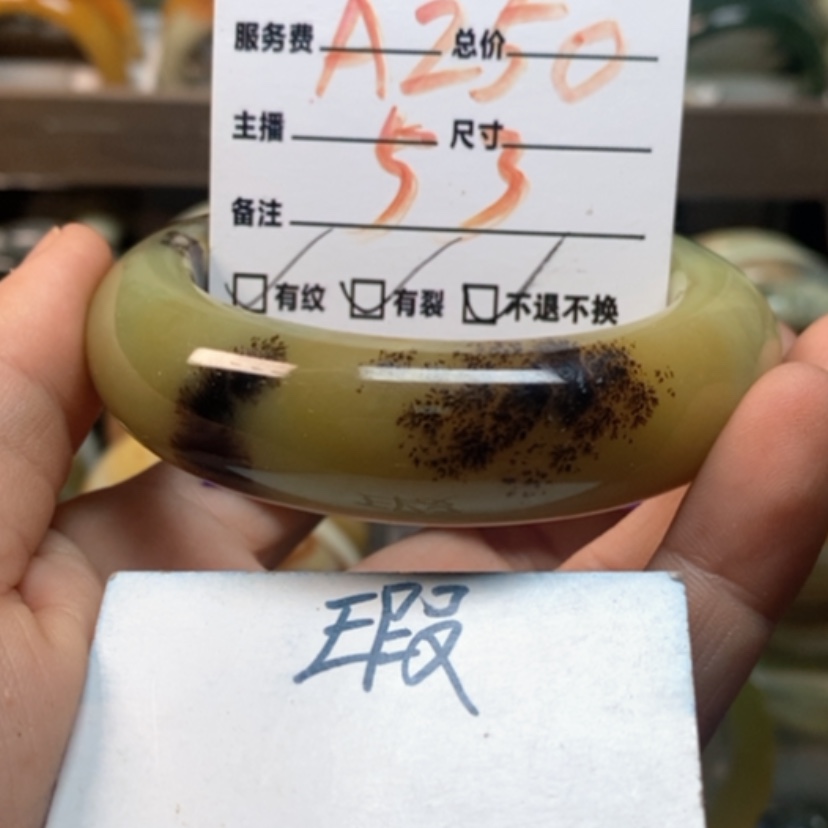 服务费 总价
A250
主播 尺寸
53
备注
有纹 有裂 不退不换
瑕